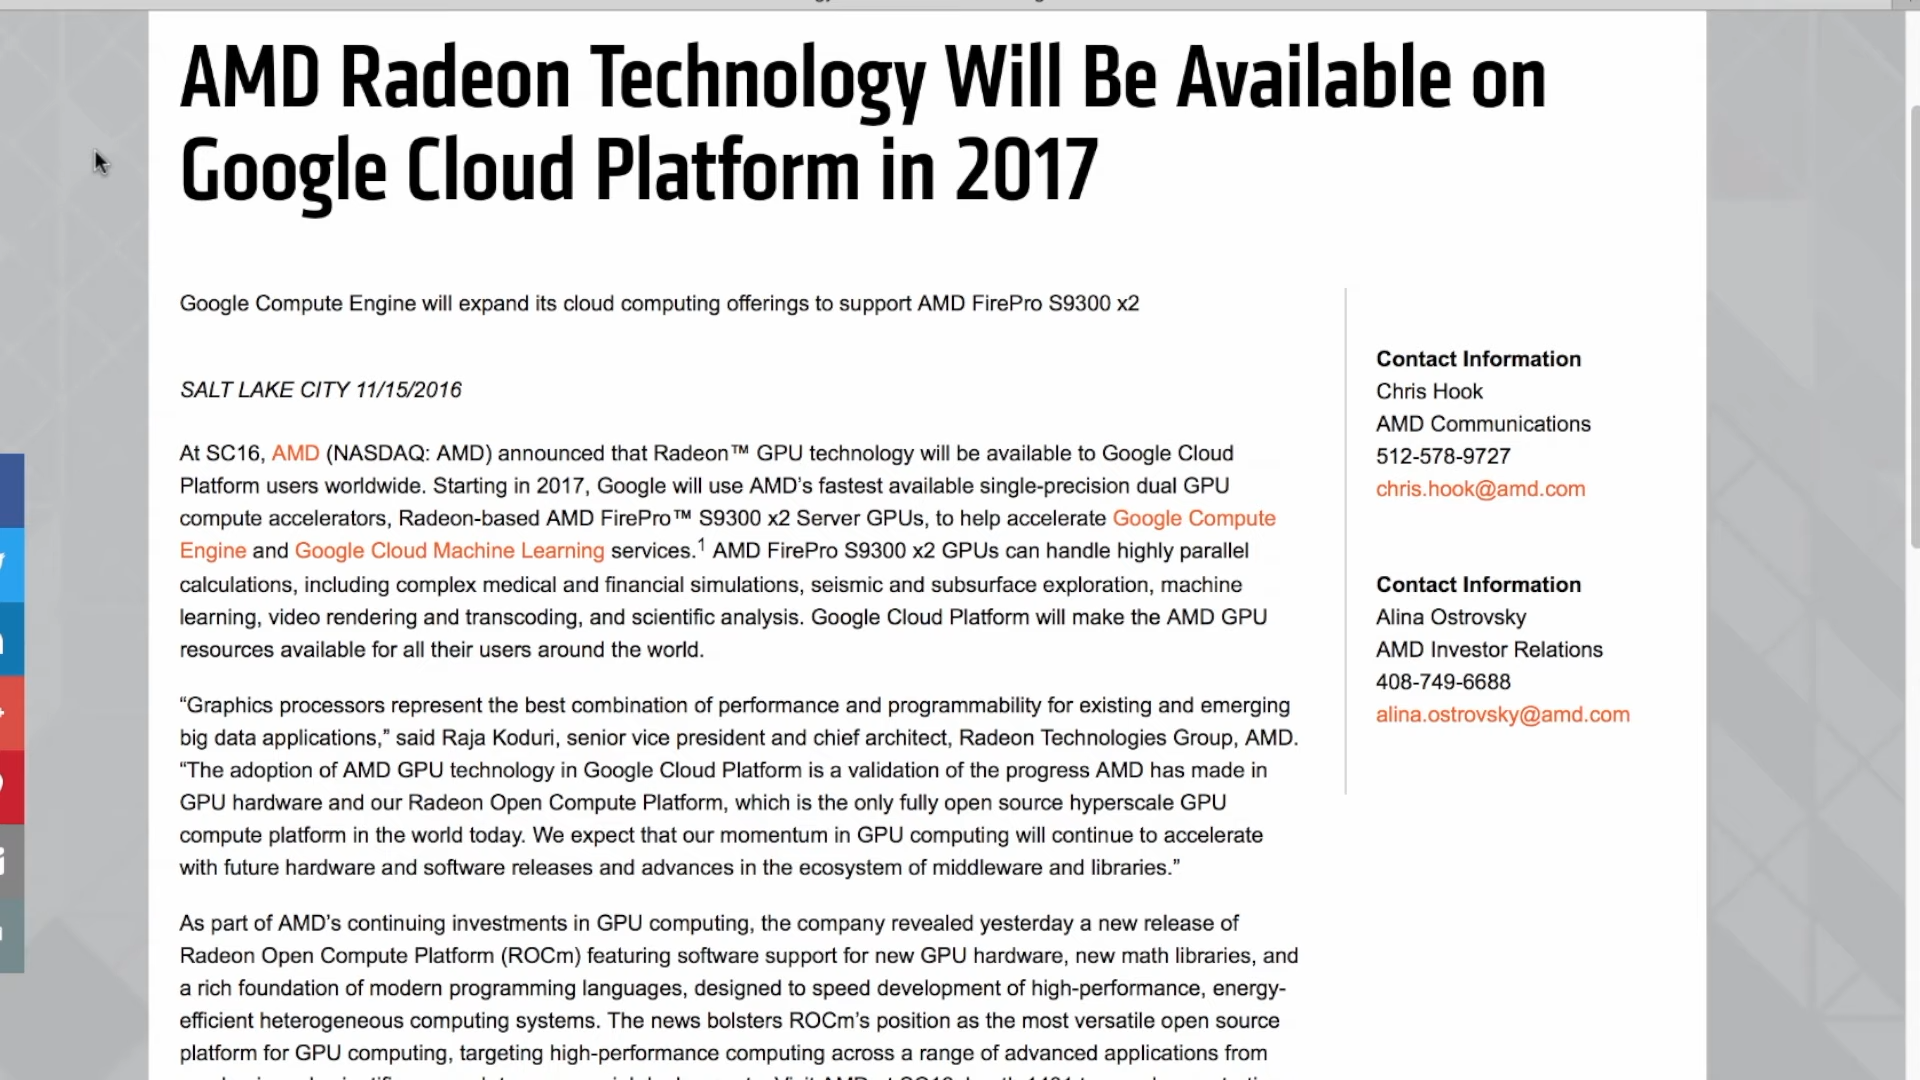 AMD Radeon Technology Will Be Available on
Google Cloud Platform in 2017
Google Compute Engine will expand its cloud computing offerings to support AMD FirePro S9300 x2
SALT LAKE CITY 11/15/2016
At SC16, AMD (NASDAQ: AMD) announced that Radeon™ GPU technology will be available to Google Cloud
Platform users worldwide. Starting in 2017, Google will use AMD’s fastest available single-precision dual GPU
compute accelerators, Radeon-based AMD FirePro™ S9300 x2 Server GPUs, to help accelerate Google Compute
Engine and Google Cloud Machine Learning services.¹ AMD FirePro S9300 x2 GPUs can handle highly parallel
calculations, including complex medical and financial simulations, seismic and subsurface exploration, machine
learning, video rendering and transcoding, and scientific analysis. Google Cloud Platform will make the AMD GPU
resources available for all their users around the world.
“Graphics processors represent the best combination of performance and programmability for existing and emerging
big data applications,” said Raja Koduri, senior vice president and chief architect, Radeon Technologies Group, AMD.
“The adoption of AMD GPU technology in Google Cloud Platform is a validation of the progress AMD has made in
GPU hardware and our Radeon Open Compute Platform, which is the only fully open source hyperscale GPU
compute platform in the world today. We expect that our momentum in GPU computing will continue to accelerate
with future hardware and software releases and advances in the ecosystem of middleware and libraries.”
As part of AMD’s continuing investments in GPU computing, the company revealed yesterday a new release of
Radeon Open Compute Platform (ROCm) featuring software support for new GPU hardware, new math libraries, and
a rich foundation of modern programming languages, designed to speed development of high-performance, energy-
efficient heterogeneous computing systems. The news bolsters ROCm’s position as the most versatile open source
platform for GPU computing, targeting high-performance computing across a range of advanced applications from
Contact Information
Chris Hook
AMD Communications
512-578-9727
chris.hook@amd.com
Contact Information
Alina Ostrovsky
AMD Investor Relations
408-749-6688
alina.ostrovsky@amd.com